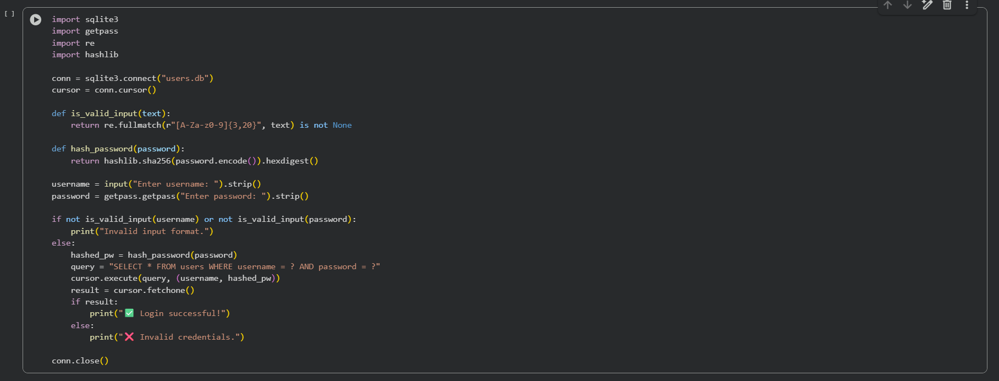 [ ]
import sqlite3
import getpass
import re
import hashlib
conn = sqlite3.connect("users.db")
cursor = conn.cursor()
def is_valid_input(text):
    return re.fullmatch(r"[A-Za-z0-9]{3,20}", text) is not None
def hash_password(password):
    return hashlib.sha256(password.encode()).hexdigest()
username = input("Enter username: ").strip()
password = getpass.getpass("Enter password: ").strip()
if not is_valid_input(username) or not is_valid_input(password):
    print("Invalid input format.")
else:
    hashed_pw = hash_password(password)
    query = "SELECT * FROM users WHERE username = ? AND password = ?"
    cursor.execute(query, (username, hashed_pw))
    result = cursor.fetchone()
    if result:
        print("✅ Login successful!")
    else:
        print("❌ Invalid credentials.")
conn.close()